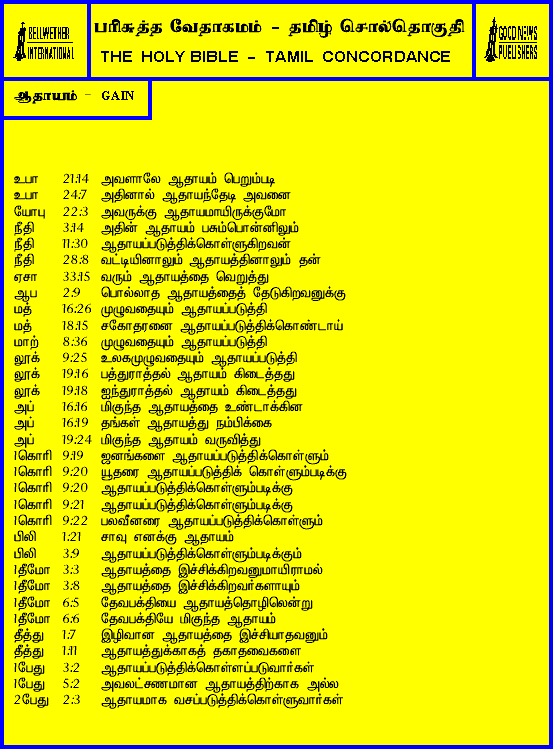 BELLWETHER
INTERNATIONAL
பரிசுத்த வேதாகமம் - தமிழ் சொல்தொகுதி
THE HOLY BIBLE - TAMIL CONCORDANCE
GOOD NEWS
PUBLISHERS
ஆதாயம் - GAIN
உபா 21:14 அவளாலே ஆதாயம் பெறும்படி
உபா 24:7 அதினால் ஆதாயந்தேடி அவனை
யோபு 22:3 அவருக்கு ஆதாயமாயிருக்குமோ
நீதி 3:14 அதின் ஆதாயம் பசும்பொன்னிலும்
நீதி 11:30 ஆதாயப்படுத்திக்கொள்ளுகிறவன்
நீதி 28:8 வட்டியினாலும் ஆதாயத்தினாலும் தன்
ஏசா 33:15 வரும் ஆதாயத்தை வெறுத்து
ஆப 2:9 பொல்லாத ஆதாயத்தைத் தேடுகிறவனுக்கு
மத் 16:26 முழுவதையும் ஆதாயப்படுத்தி
மத் 18:15 சகோதரனை ஆதாயப்படுத்திக்கொண்டாய்
மாற் 8:36 முழுவதையும் ஆதாயப்படுத்தி
லூக் 9:25 உலகமுழுவதையும் ஆதாயப்படுத்தி
லூக் 19:16 பத்துராத்தல் ஆதாயம் கிடைத்தது
லூக் 19:18 ஐந்துராத்தல் ஆதாயம் கிடைத்தது
அப் 16:16 மிகுந்த ஆதாயத்தை உண்டாக்கின
அப் 16:19 தங்கள் ஆதாயத்து நம்பிக்கை
அப் 19:24 மிகுந்த ஆதாயம் வருவித்து
1கொரி 9:19 ஜனங்களை ஆதாயப்படுத்திக்கொள்ளும்
1கொரி 9:20 யூதரை ஆதாயப்படுத்திக் கொள்ளும்படிக்கு
1கொரி 9:20 ஆதாயப்படுத்திக்கொள்ளும்படிக்கு
1கொரி 9:21 ஆதாயப்படுத்திக்கொள்ளும்படிக்கு
1கொரி 9:22 பலவீனரை ஆதாயப்படுத்திக்கொள்ளும்
பிலி 1:21 சாவு எனக்கு ஆதாயம்
பிலி 3:9 ஆதாயப்படுத்திக்கொள்ளும்படிக்கும்
1தீமோ 3:3 ஆதாயத்தை இச்சிக்கிறவனுமாயிராமல்
1தீமோ 3:8 ஆதாயத்தை இச்சிக்கிறவர்களாயும்
1தீமோ 6:5 தேவபக்தியை ஆதாயத்தொழிலென்று
1தீமோ 6:6 தேவபக்தியே மிகுந்த ஆதாயம்
தீத்து 1:7 இழிவான ஆதாயத்தை இச்சியாதவனும்
தீத்து 1:11 ஆதாயத்துக்காகத் தகாதவைகளை
1பேது 3:2 ஆதாயப்படுத்திக்கொள்ளப்படுவார்கள்
1பேது 5:2 அவலட்சணமான ஆதாயத்திற்காக அல்ல
2பேது 2:3 ஆதாயமாக வசப்படுத்திக்கொள்ளுவார்கள்